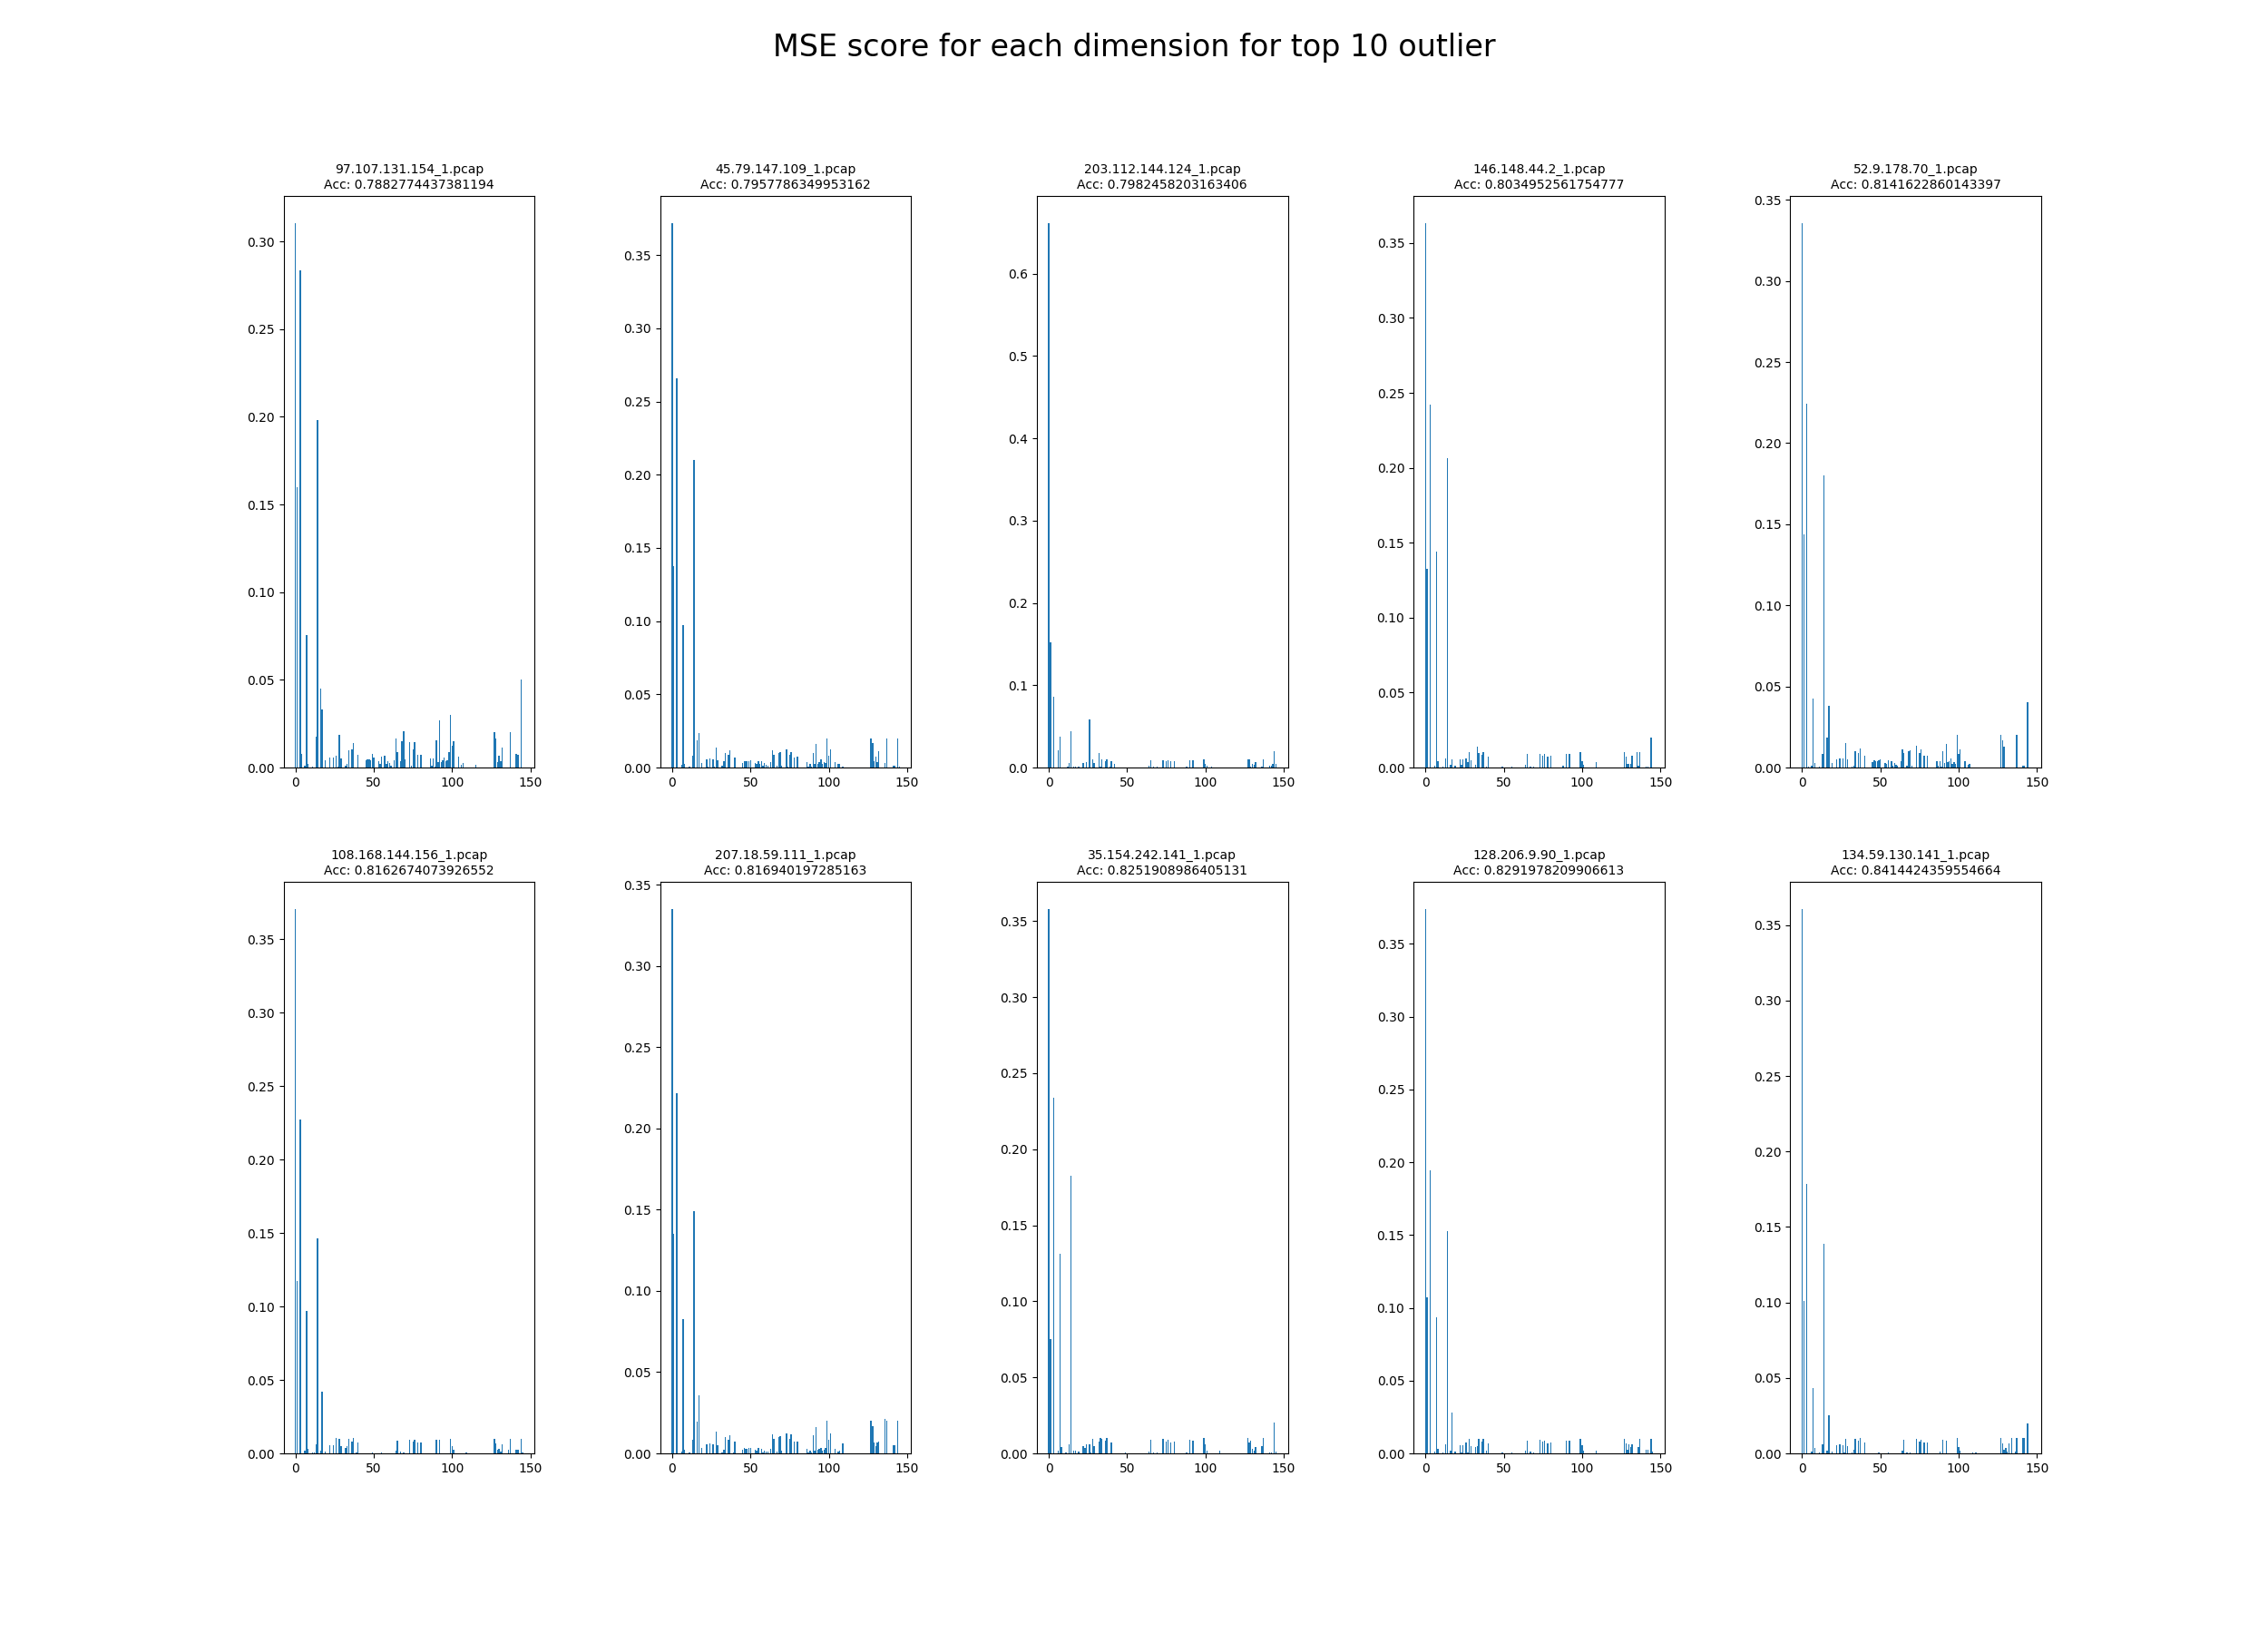 MSE score for each dimension for top 10 outlier
97.107.131.154_1.pcap
Acc: 0.7882774437381194
0.30
0.25
0.20
0.15
0.10
0.05
0.00
0 50 100 150
45.79.147.109_1.pcap
Acc: 0.7957786349953162
0.35
0.30
0.25
0.20
0.15
0.10
0.05
0.00
0 50 100 150
203.112.144.124_1.pcap
Acc: 0.7982458203163406
0.6
0.5
0.4
0.3
0.2
0.1
0.0
0 50 100 150
146.148.44.2_1.pcap
Acc: 0.8034952561754777
0.35
0.30
0.25
0.20
0.15
0.10
0.05
0.00
0 50 100 150
52.9.178.70_1.pcap
Acc: 0.8141622860143397
0.35
0.30
0.25
0.20
0.15
0.10
0.05
0.00
0 50 100 150
108.168.144.156_1.pcap
Acc: 0.8162674073926552
0.35
0.30
0.25
0.20
0.15
0.10
0.05
0.00
0 50 100 150
207.18.59.111_1.pcap
Acc: 0.816940197285163
0.35
0.30
0.25
0.20
0.15
0.10
0.05
0.00
0 50 100 150
35.154.242.141_1.pcap
Acc: 0.8251908986405131
0.35
0.30
0.25
0.20
0.15
0.10
0.05
0.00
0 50 100 150
128.206.9.90_1.pcap
Acc: 0.8291978209906613
0.35
0.30
0.25
0.20
0.15
0.10
0.05
0.00
0 50 100 150
134.59.130.141_1.pcap
Acc: 0.8414424359554664
0.35
0.30
0.25
0.20
0.15
0.10
0.05
0.00
0 50 100 150